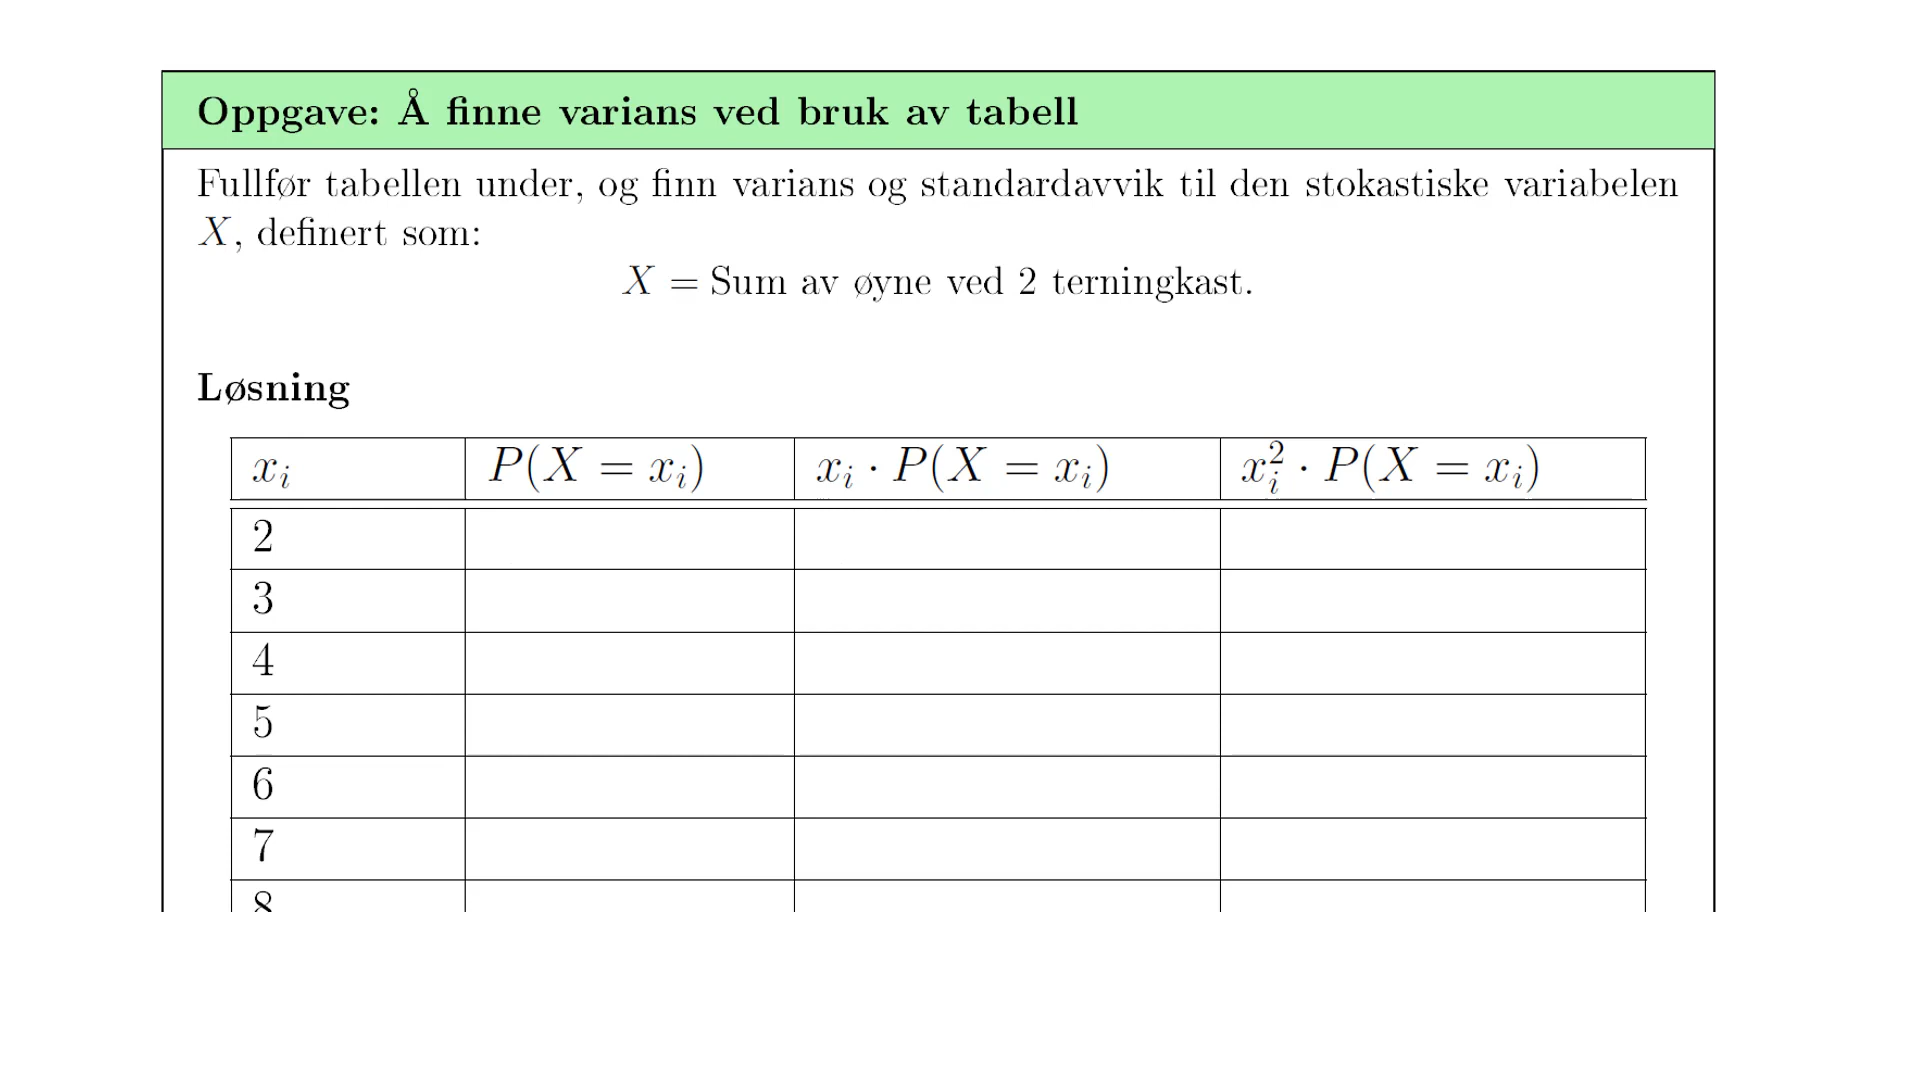 Oppgave: Å finne varians ved bruk av tabell
Fullfør tabellen under, og finn varians og standardavvik til den stokastiske variabelen
X, definert som:
X = Sum av øyne ved 2 terningkast.
Løsning
x_i P(X = x_i) x_i · P(X = x_i) x_i^2 · P(X = x_i)
2
3
4
5
6
7
8